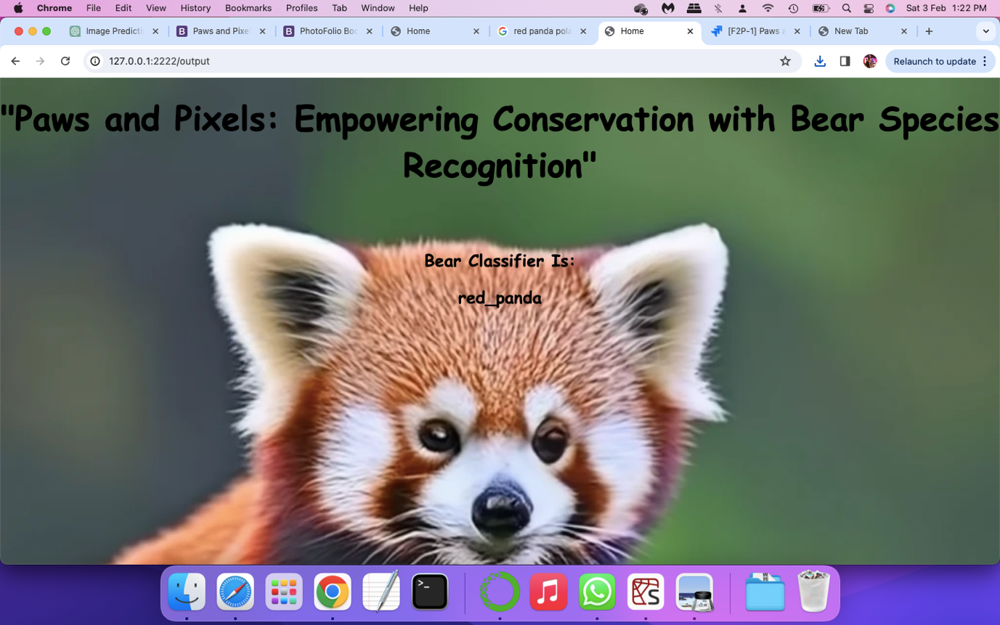 Chrome File Edit View History Bookmarks Profiles Tab Window Help Sat 3 Feb 1:22 PM
Image Predicti B Paws and Pixe B PhotoFolio Boo Home G red panda pola Home [F2P-1] Paws a New Tab
127.0.0.1:2222/output Relaunch to update
"Paws and Pixels: Empowering Conservation with Bear Species
Recognition"
Bear Classifier Is:
red_panda
>_ S